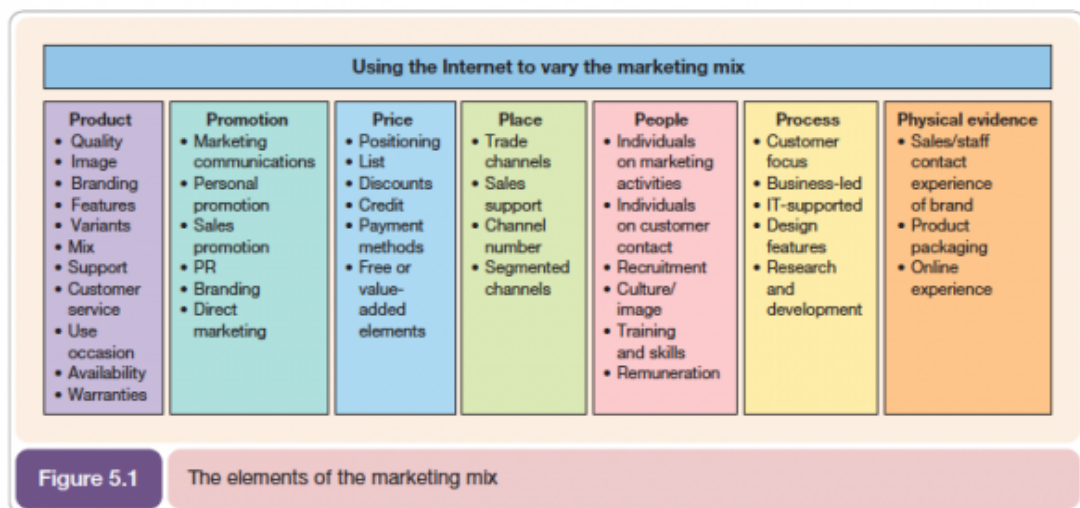 Using the Internet to vary the marketing mix
Product
• Quality
• Image
• Branding
• Features
• Variants
• Mix
• Support
• Customer
service
• Use
occasion
• Availability
• Warranties
Promotion
• Marketing
communications
• Personal
promotion
• Sales
promotion
• PR
• Branding
• Direct
marketing
Price
• Positioning
• List
• Discounts
• Credit
• Payment
methods
• Free or
value-
added
elements
Place
• Trade
channels
• Sales
support
• Channel
number
• Segmented
channels
People
• Individuals
on marketing
activities
• Individuals
on customer
contact
• Recruitment
• Culture/
image
• Training
and skills
• Remuneration
Process
• Customer
focus
• Business-led
• IT-supported
• Design
features
• Research
and
development
Physical evidence
• Sales/staff
contact
experience
of brand
• Product
packaging
• Online
experience
Figure 5.1
The elements of the marketing mix